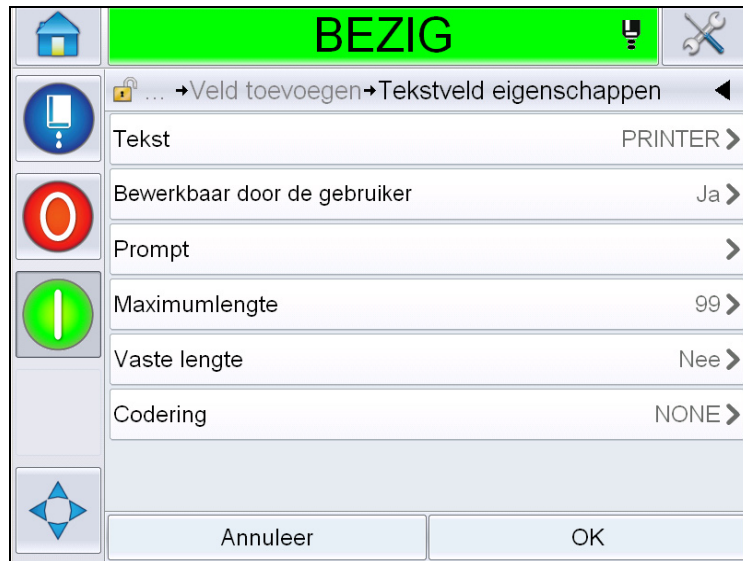 BEZIG
... →Veld toevoegen→Tekstveld eigenschappen
Tekst PRINTER
Bewerkbaar door de gebruiker Ja
Prompt
Maximumlengte 99
Vaste lengte Nee
Codering NONE
Annuleer OK